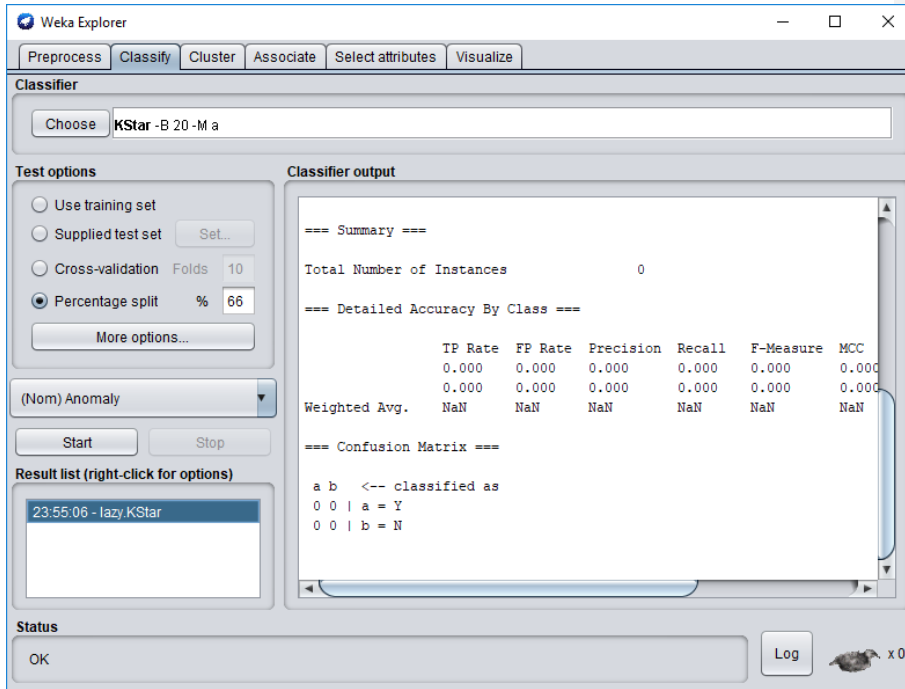 Weka Explorer
Preprocess Classify Cluster Associate Select attributes Visualize
Classifier
Choose KStar -B 20 -M a
Test options
Use training set
Supplied test set Set...
Cross-validation Folds 10
Percentage split % 66
More options...
(Nom) Anomaly
Start Stop
Result list (right-click for options)
23:55:06 - lazy.KStar
Classifier output
=== Summary ===
Total Number of Instances 0
=== Detailed Accuracy By Class ===
TP Rate FP Rate Precision Recall F-Measure MCC
0.000 0.000 0.000 0.000 0.000 0.000
0.000 0.000 0.000 0.000 0.000 0.000
Weighted Avg. NaN NaN NaN NaN NaN NaN
=== Confusion Matrix ===
a b <-- classified as
0 0 | a = Y
0 0 | b = N
Status
OK
Log
x 0